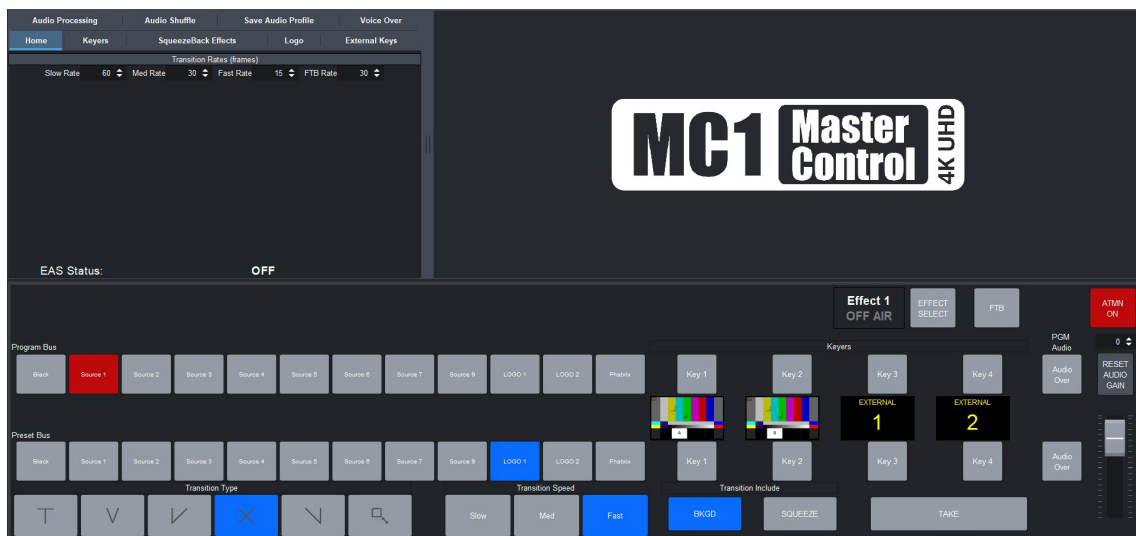 Audio Processing Audio Shuffle Save Audio Profile Voice Over
Home Keyers SqueezeBack Effects Logo External Keys
Transition Rates (frames)
Slow Rate 60 Med Rate 30 Fast Rate 15 FTB Rate 30
EAS Status: OFF
MC1 Master Control 4K UHD
Effect 1
OFF AIR
EFFECT SELECT
FTB
ATMN ON
Program Bus
Keyers
PGM Audio
0
Black Source 1 Source 2 Source 3 Source 4 Source 5 Source 6 Source 7 Source 9 LOGO 1 LOGO 2 Phabrix
Key 1 Key 2 Key 3 Key 4
Audio Over
RESET AUDIO GAIN
A
B
EXTERNAL
1
EXTERNAL
2
Preset Bus
Black Source 1 Source 2 Source 3 Source 4 Source 5 Source 6 Source 7 Source 9 LOGO 1 LOGO 2 Phabrix
Key 1 Key 2 Key 3 Key 4
Audio Over
Transition Type
Transition Speed
Transition Include
Slow Med Fast
BKGD SQUEEZE
TAKE